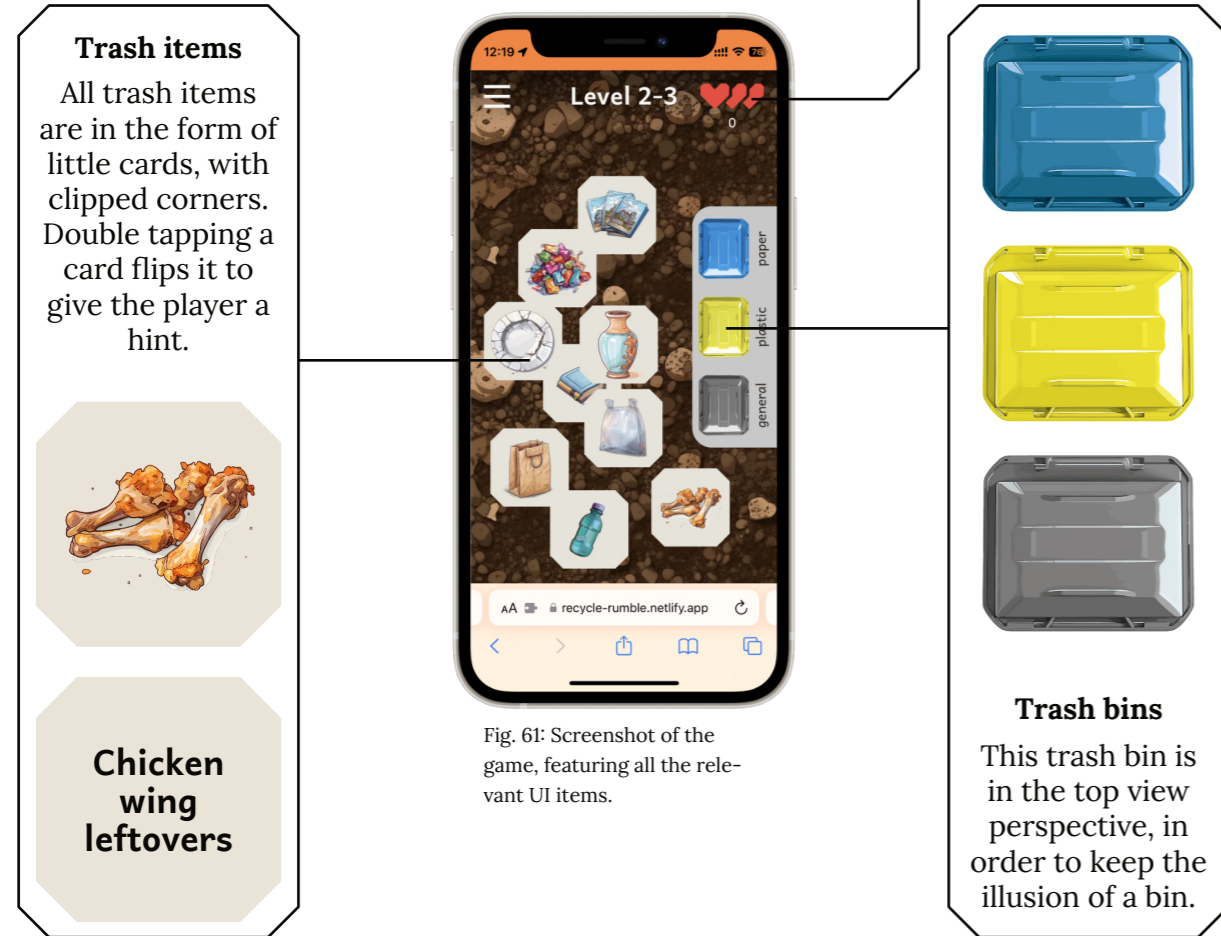 Trash items
All trash items
are in the form of
little cards, with
clipped corners.
Double tapping a
card flips it to
give the player a
hint.
Chicken
wing
leftovers
12:19
76
Level 2-3
0
paper
plastic
general
AA
recycle-rumble.netlify.app
Fig. 61: Screenshot of the
game, featuring all the rele-
vant UI items.
Trash bins
This trash bin is
in the top view
perspective, in
order to keep the
illusion of a bin.